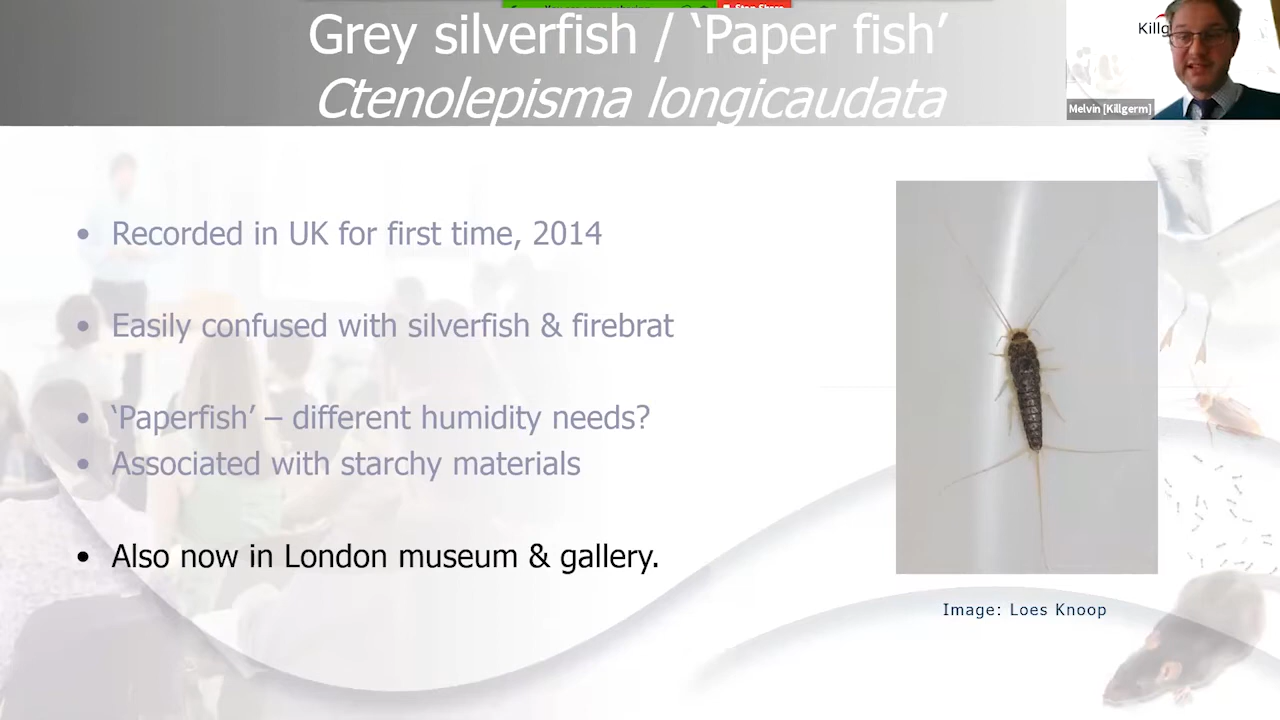 Grey silverfish / ‘Paper fish’
Ctenolepisma longicaudata
Killg
Melvin [Killgerm]
• Recorded in UK for first time, 2014
• Easily confused with silverfish & firebrat
• ‘Paperfish’ – different humidity needs?
• Associated with starchy materials
• Also now in London museum & gallery.
Image: Loes Knoop